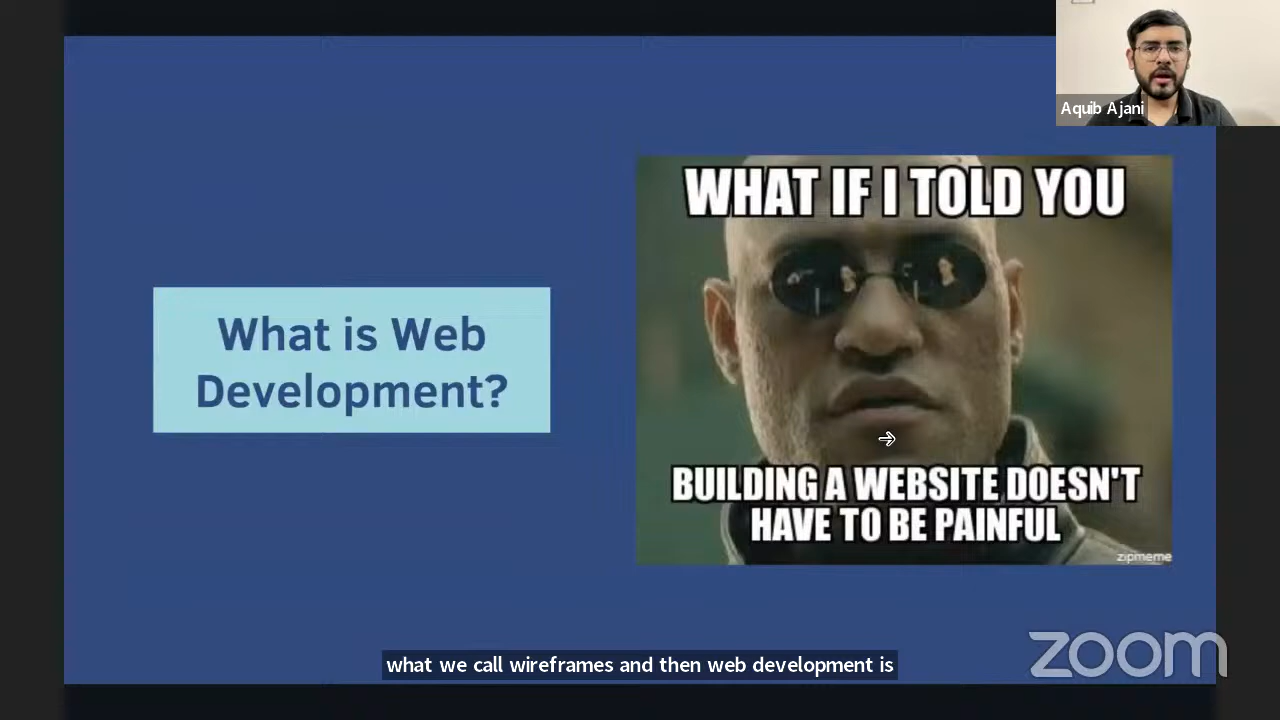 Aquib Ajani
WHAT IF I TOLD YOU
What is Web
Development?
BUILDING A WEBSITE DOESN'T
HAVE TO BE PAINFUL
zipmeme
zoom
what we call wireframes and then web development is